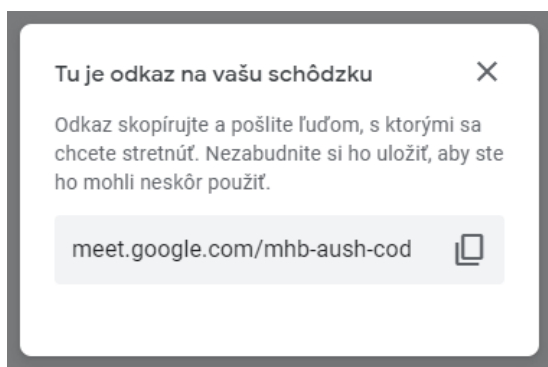 Tu je odkaz na vašu schôdzku
Odkaz skopírujte a pošlite ľuďom, s ktorými sa
chcete stretnúť. Nezabudnite si ho uložiť, aby ste
ho mohli neskôr použiť.
meet.google.com/mhb-aush-cod